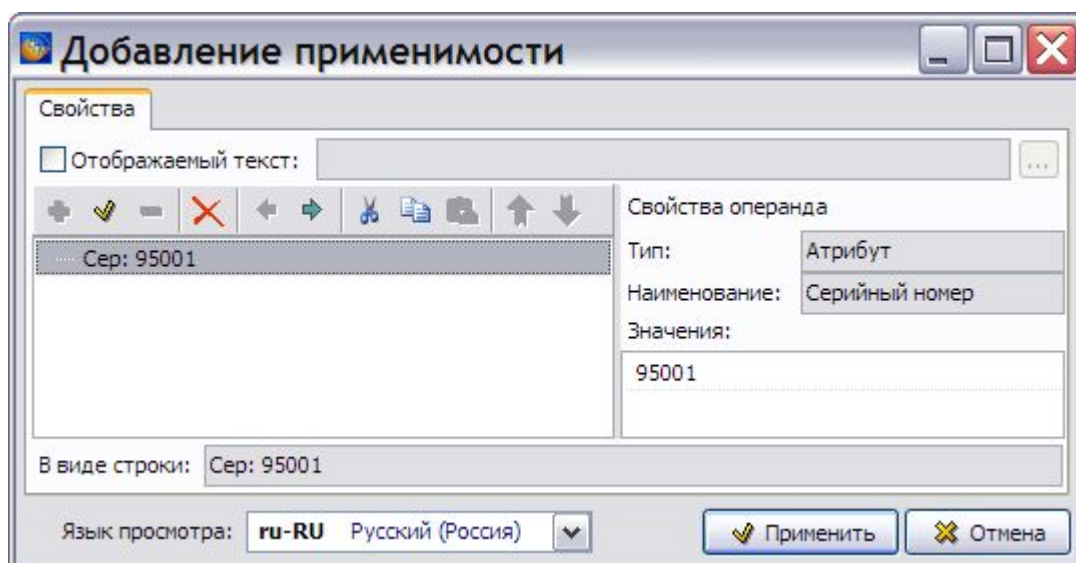 Добавление применимости
Свойства
Отображаемый текст:
...
Сер: 95001
Свойства операнда
Тип: Атрибут
Наименование: Серийный номер
Значения:
95001
В виде строки: Сер: 95001
Язык просмотра: ru-RU Русский (Россия)
Применить
Отмена